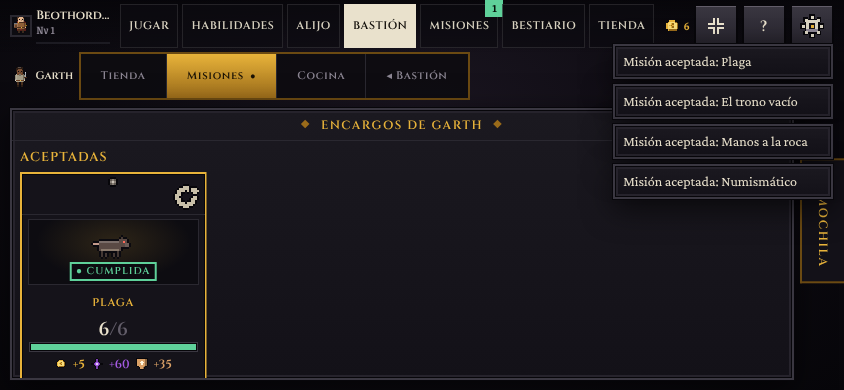 BEOTHORD...
Nv 1
JUGAR
HABILIDADES
ALIJO
BASTIÓN
MISIONES
1
BESTIARIO
TIENDA
6
?
GARTH
TIENDA
MISIONES •
COCINA
◂ BASTIÓN
Misión aceptada: Plaga
Misión aceptada: El trono vacío
Misión aceptada: Manos a la roca
Misión aceptada: Numismático
◆ ENCARGOS DE GARTH ◆
MOCHILA
ACEPTADAS
• CUMPLIDA
PLAGA
6/6
+5 +60 +35